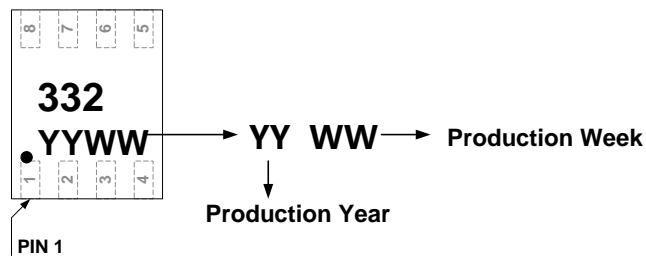 8 7 6 5
332
YYWW
YY WW
Production Week
Production Year
1 2 3 4
PIN 1